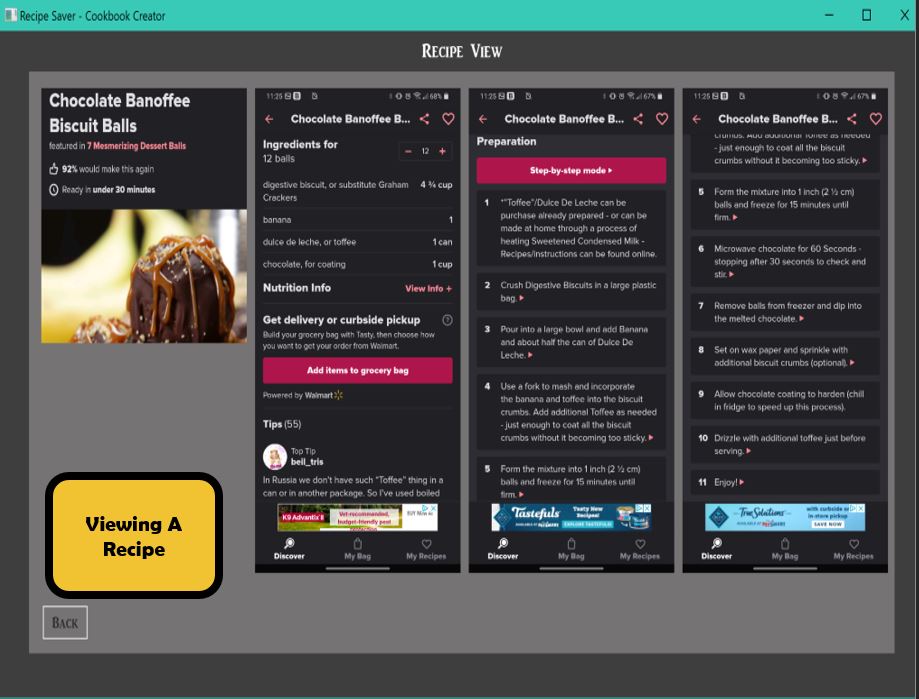 Recipe Saver - Cookbook Creator
Recipe View
Chocolate Banoffee
Biscuit Balls
featured in 7 Mesmerizing Dessert Balls
92% would make this again
Ready in under 30 minutes
Viewing A
Recipe
Back
11:25 68%
Chocolate Banoffee B...
Ingredients for
12 balls
12
digestive biscuit, or substitute Graham 4 ¾ cup
Crackers
banana 1
dulce de leche, or toffee 1 can
chocolate, for coating 1 cup
Nutrition Info View Info +
Get delivery or curbside pickup
Build your grocery bag with Tasty, then choose how
you want to get your order from Walmart.
Add items to grocery bag
Powered by Walmart
Tips (55)
Top Tip
bell_tris
In Russia we don't have such "Toffee" thing in a
can or in another package. So I've used boiled
K9 Advantix II
Vet-recommended,
budget-friendly pest
BUY NOW
Discover My Bag My Recipes
11:25 67%
Chocolate Banoffee B...
Preparation
Step-by-step mode
1 *"Toffee"/Dulce De Leche can be
purchase already prepared - or can be
made at home through a process of
heating Sweetened Condensed Milk -
Recipes/instructions can be found online.
2 Crush Digestive Biscuits in a large plastic
bag.
3 Pour into a large bowl and add Banana
and about half the can of Dulce De
Leche.
4 Use a fork to mash and incorporate
the banana and toffee into the biscuit
crumbs. Add additional Toffee as needed
- just enough to coat all the biscuit
crumbs without it becoming too sticky.
5 Form the mixture into 1 inch (2 ½ cm)
balls and freeze for 15 minutes until
firm.
Tastefuls
Tasty New
Recipes!
EXPLORE TASTEFULS
Discover My Bag My Recipes
11:25 67%
Chocolate Banoffee B...
crumbs. Add additional Toffee as needed
- just enough to coat all the biscuit
crumbs without it becoming too sticky.
5 Form the mixture into 1 inch (2 ½ cm)
balls and freeze for 15 minutes until
firm.
6 Microwave chocolate for 60 Seconds -
stopping after 30 seconds to check and
stir.
7 Remove balls from freezer and dip into
the melted chocolate.
8 Set on wax paper and sprinkle with
additional biscuit crumbs (optional).
9 Allow chocolate coating to harden (chill
in fridge to speed up this process).
10 Drizzle with additional toffee just before
serving.
11 Enjoy!
True Solutions
with curbside or
in-store pickup
SAVE NOW
Discover My Bag My Recipes